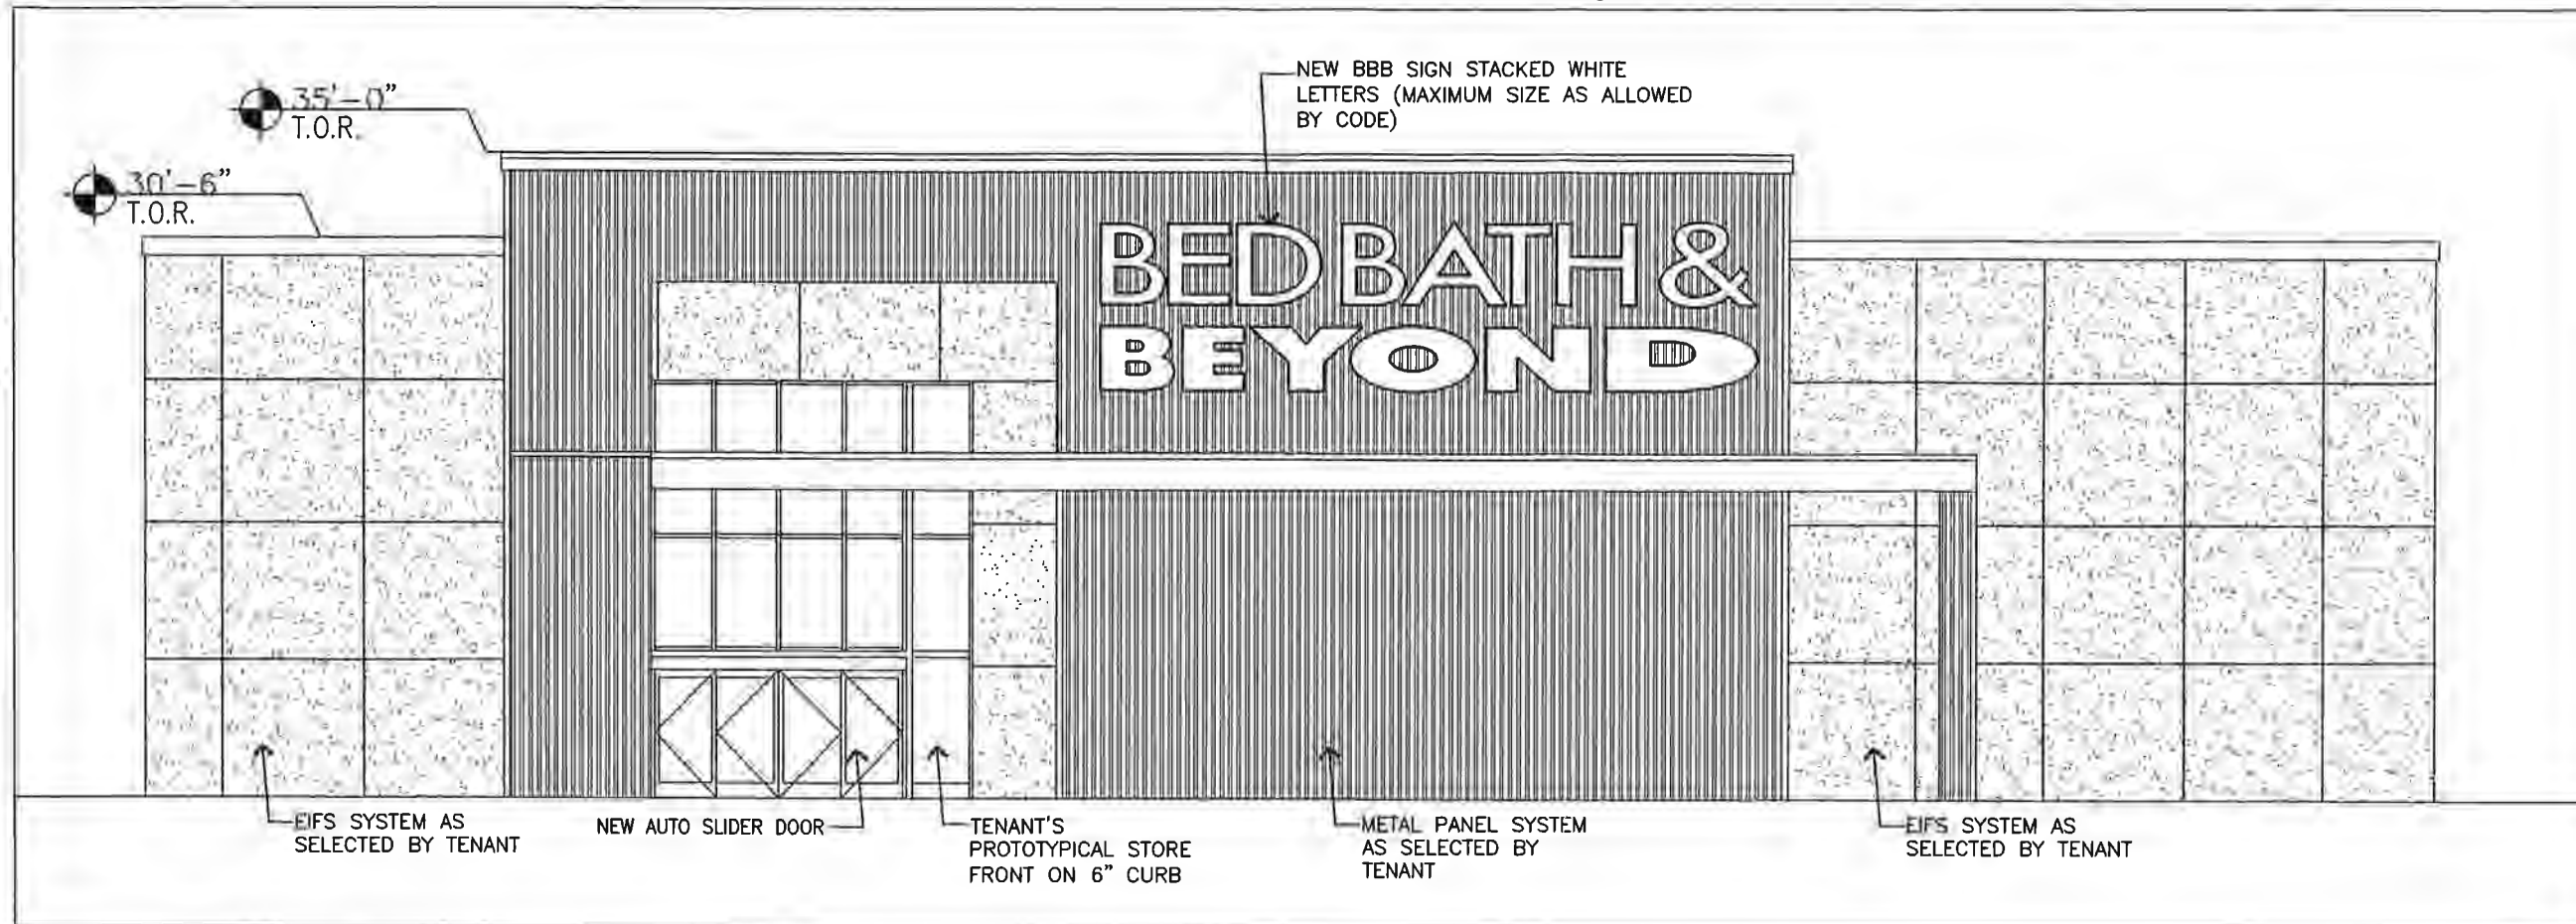 NEW BBB SIGN STACKED WHITE
LETTERS (MAXIMUM SIZE AS ALLOWED
BY CODE)
35'-0"
T.O.R.
30'-6"
T.O.R.
BED BATH &
BEYOND
EIFS SYSTEM AS
SELECTED BY TENANT
NEW AUTO SLIDER DOOR
TENANT'S
PROTOTYPICAL STORE
FRONT ON 6" CURB
METAL PANEL SYSTEM
AS SELECTED BY
TENANT
EIFS SYSTEM AS
SELECTED BY TENANT